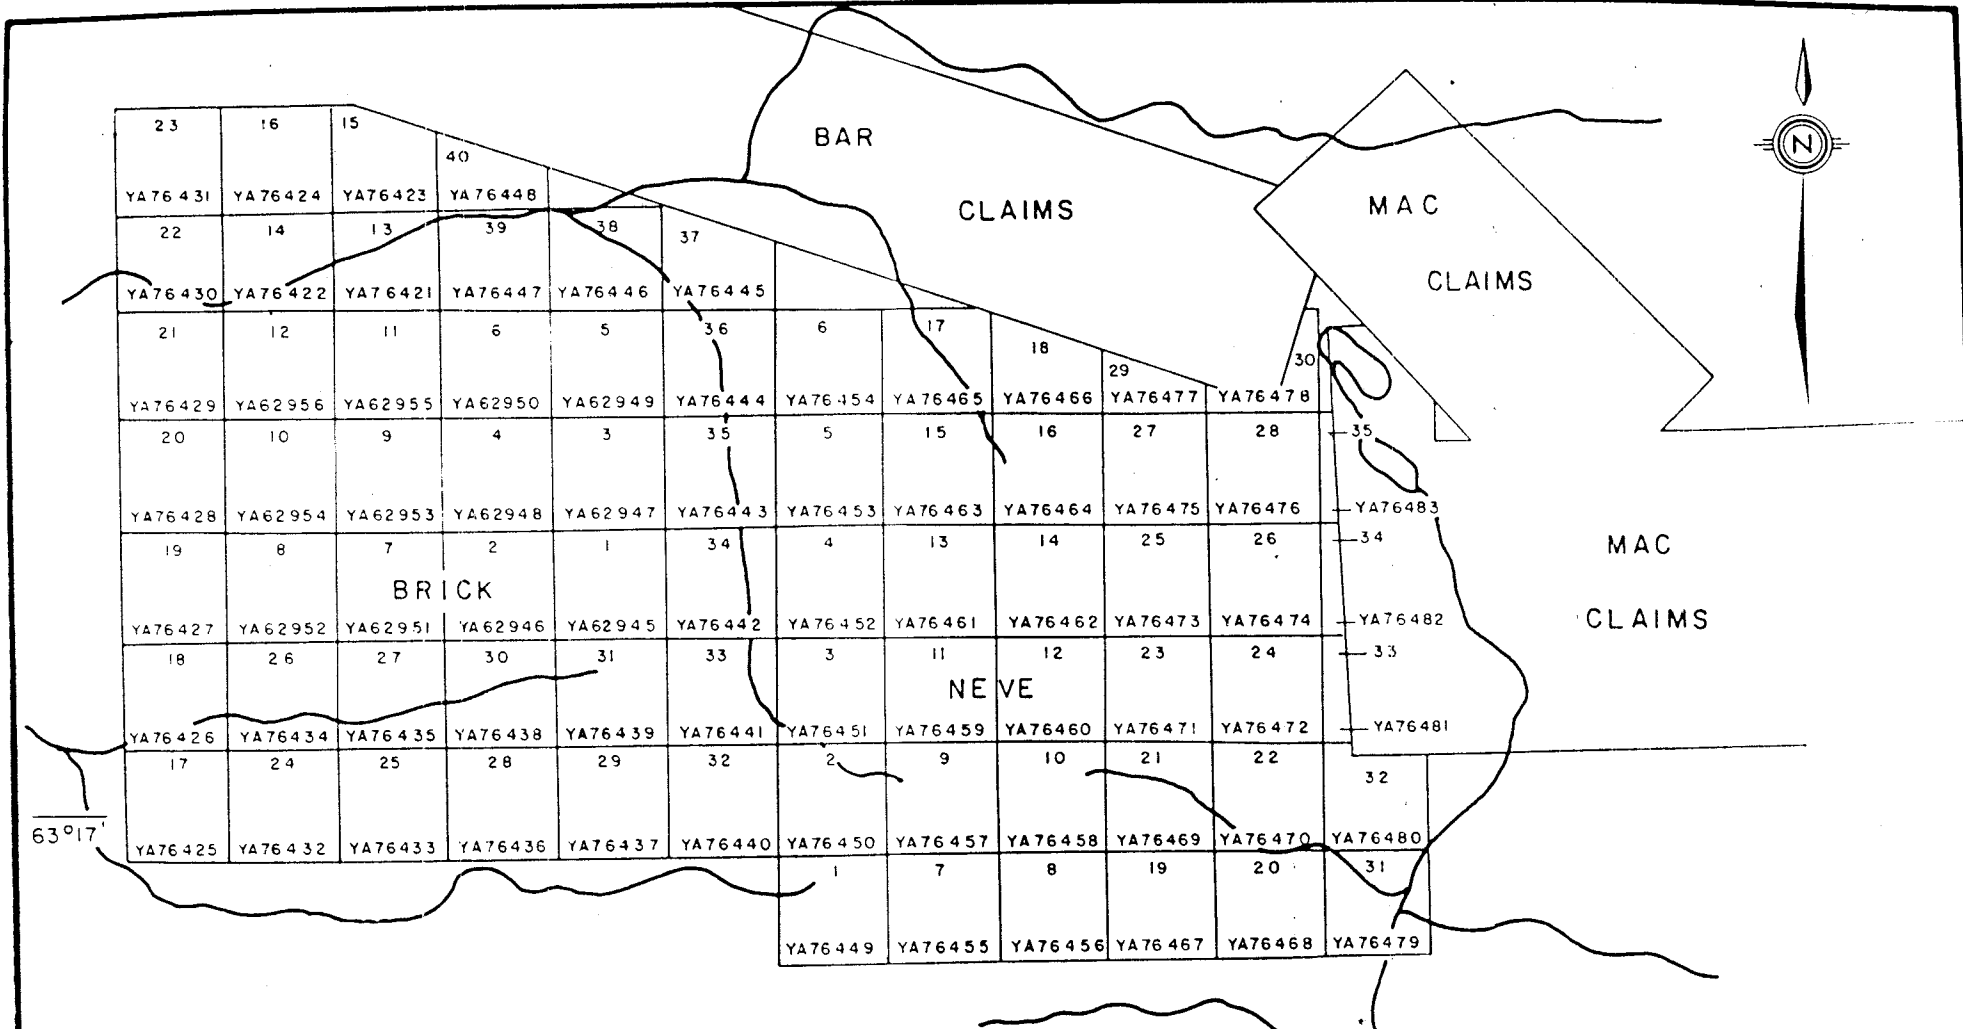 N
BAR
CLAIMS
MAC
CLAIMS
MAC
CLAIMS
23 16 15 40
YA76431 YA76424 YA76423 YA76448
22 14 13 39 38 37
YA76430 YA76422 YA76421 YA76447 YA76446 YA76445
21 12 11 6 5 36 6 17 18 29 30
YA76429 YA62956 YA62955 YA62950 YA62949 YA76444 YA76454 YA76465 YA76466 YA76477 YA76478
20 10 9 4 3 35 5 15 16 27 28 35
YA76428 YA62954 YA62953 YA62948 YA62947 YA76443 YA76453 YA76463 YA76464 YA76475 YA76476 YA76483
19 8 7 2 1 34 4 13 14 25 26 34
BRICK
YA76427 YA62952 YA62951 YA62946 YA62945 YA76442 YA76452 YA76461 YA76462 YA76473 YA76474 YA76482
18 26 27 30 31 33 3 11 12 23 24 33
NEVE
YA76426 YA76434 YA76435 YA76438 YA76439 YA76441 YA76451 YA76459 YA76460 YA76471 YA76472 YA76481
17 24 25 28 29 32 2 9 10 21 22 32
63°17'
YA76425 YA76432 YA76433 YA76436 YA76437 YA76440 YA76450 YA76457 YA76458 YA76469 YA76470 YA76480
1 7 8 19 20 31
YA76449 YA76455 YA76456 YA76467 YA76468 YA76479